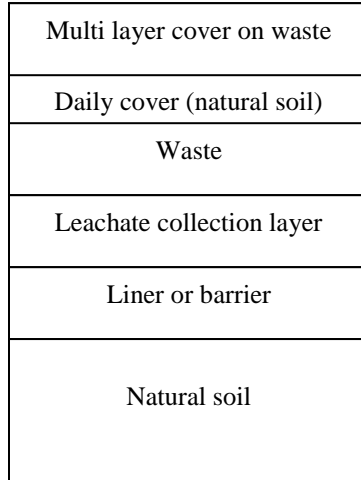 Multi layer cover on waste
Daily cover (natural soil)
Waste
Leachate collection layer
Liner or barrier
Natural soil